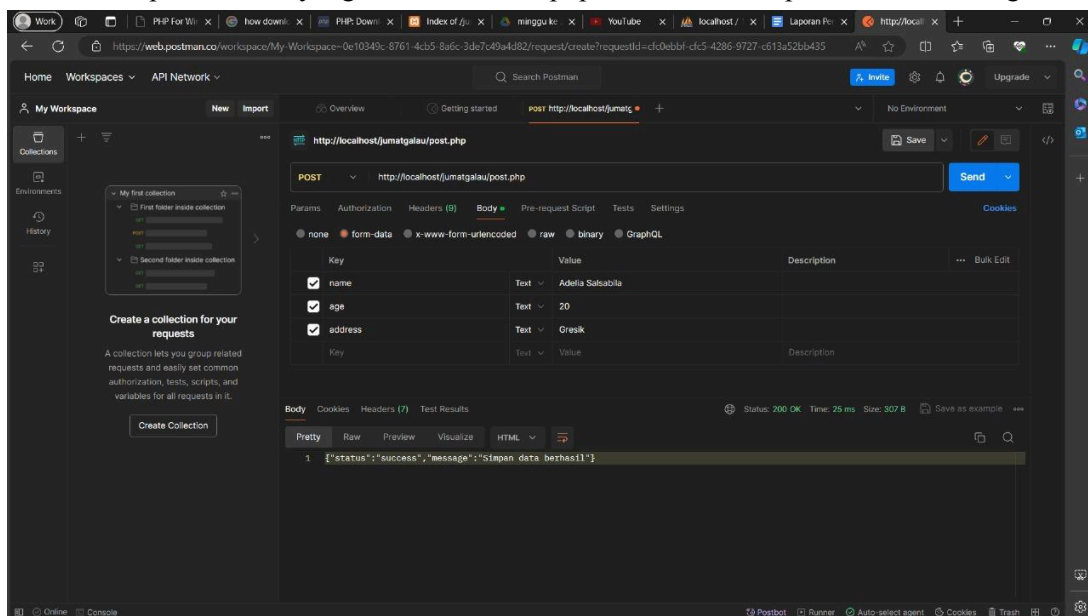 Work
PHP For Wir
how downlo
PHP: Downl
Index of /ju
minggu ke
YouTube
localhost /
Laporan Per
http://locall
https://web.postman.co/workspace/My-Workspace~0e10349c-8761-4cb5-8a6c-3de7c49a4d82/request/create?requestId=cfc0ebbf-cfc5-4286-9727-c613a52bb435
Home Workspaces API Network Search Postman Invite Upgrade
My Workspace New Import Overview Getting started POST http://localhost/jumatg No Environment
Collections
Environments
History
My first collection
First folder inside collection
Second folder inside collection
Create a collection for your
requests
A collection lets you group related
requests and easily set common
authorization, tests, scripts, and
variables for all requests in it.
Create Collection
HTTP http://localhost/jumatgalau/post.php Save
POST http://localhost/jumatgalau/post.php Send
Params Authorization Headers (9) Body Pre-request Script Tests Settings Cookies
none form-data x-www-form-urlencoded raw binary GraphQL
Key Value Description Bulk Edit
name Text Adelia Salsabila
age Text 20
address Text Gresik
Key Text Value Description
Body Cookies Headers (7) Test Results Status: 200 OK Time: 25 ms Size: 307 B Save as example
Pretty Raw Preview Visualize HTML
1 {"status":"success","message":"Simpan data berhasil"}
Online Console Postbot Runner Auto-select agent Cookies Trash